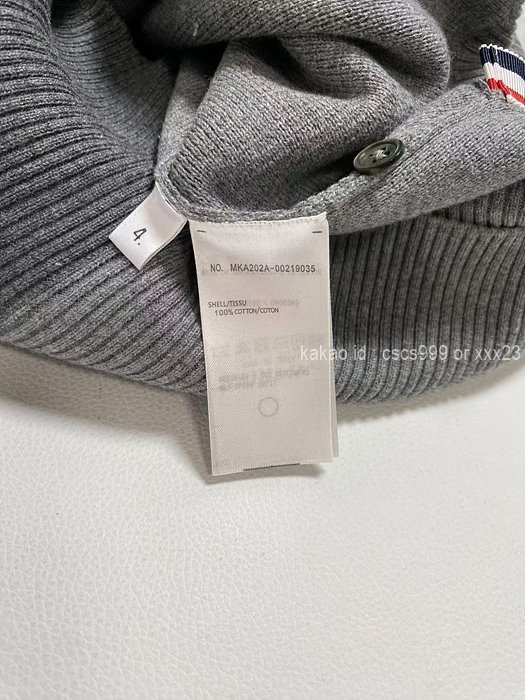 4.
NO. MKA202A-00219035
SHELL/TISSU
100% COTTON/COTON
kakao id : cscs999 or xxx23